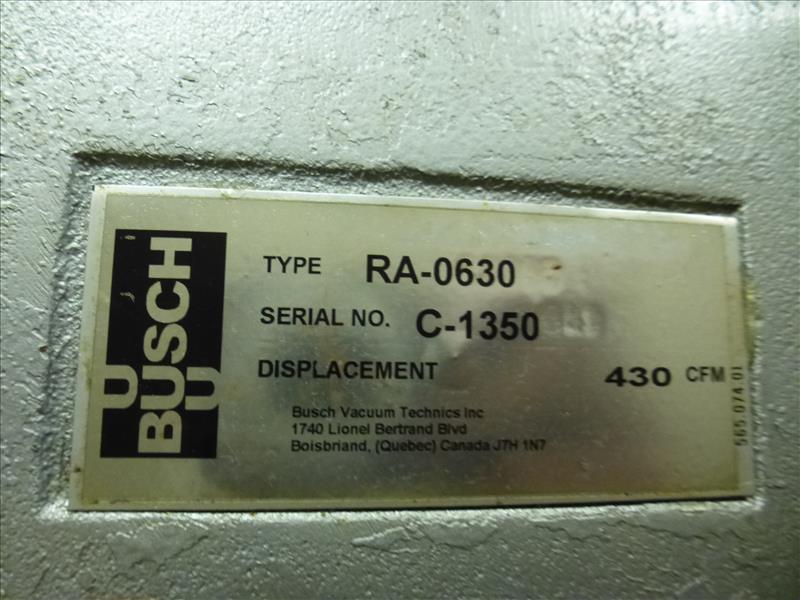 BUSCH
TYPE RA-0630
SERIAL NO. C-1350
DISPLACEMENT 430 CFM
Busch Vacuum Technics Inc
1740 Lionel Bertrand Blvd
Boisbriand, (Quebec) Canada J7H 1N7
565.074.01